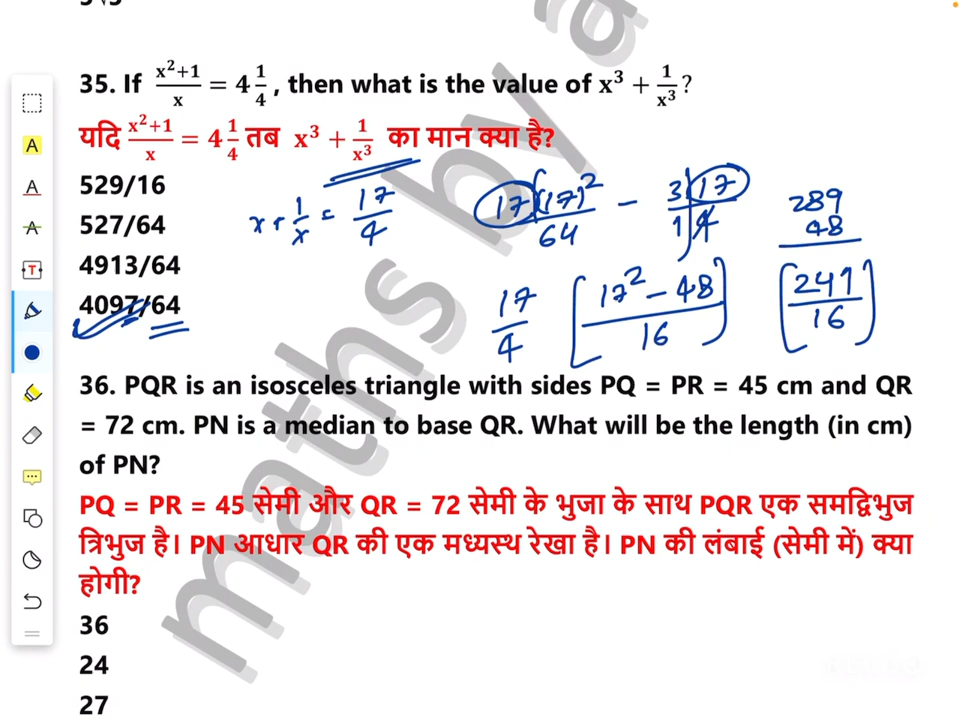 35. If (x²+1)/x = 4 1/4, then what is the value of x³ + 1/x³?
यदि (x²+1)/x = 4 1/4 तब x³ + 1/x³ का मान क्या है?
529/16
527/64
4913/64
4097/64
x + 1/x = 17/4
17(17)²/64 - 3/1 17/4
17/4 [17² - 48 / 16]
289
48
[241/16]
36. PQR is an isosceles triangle with sides PQ = PR = 45 cm and QR
= 72 cm. PN is a median to base QR. What will be the length (in cm)
of PN?
PQ = PR = 45 सेमी और QR = 72 सेमी के भुजा के साथ PQR एक समद्विभुज
त्रिभुज है। PN आधार QR की एक मध्यस्थ रेखा है। PN की लंबाई (सेमी में) क्या
होगी?
36
24
27
maths by a